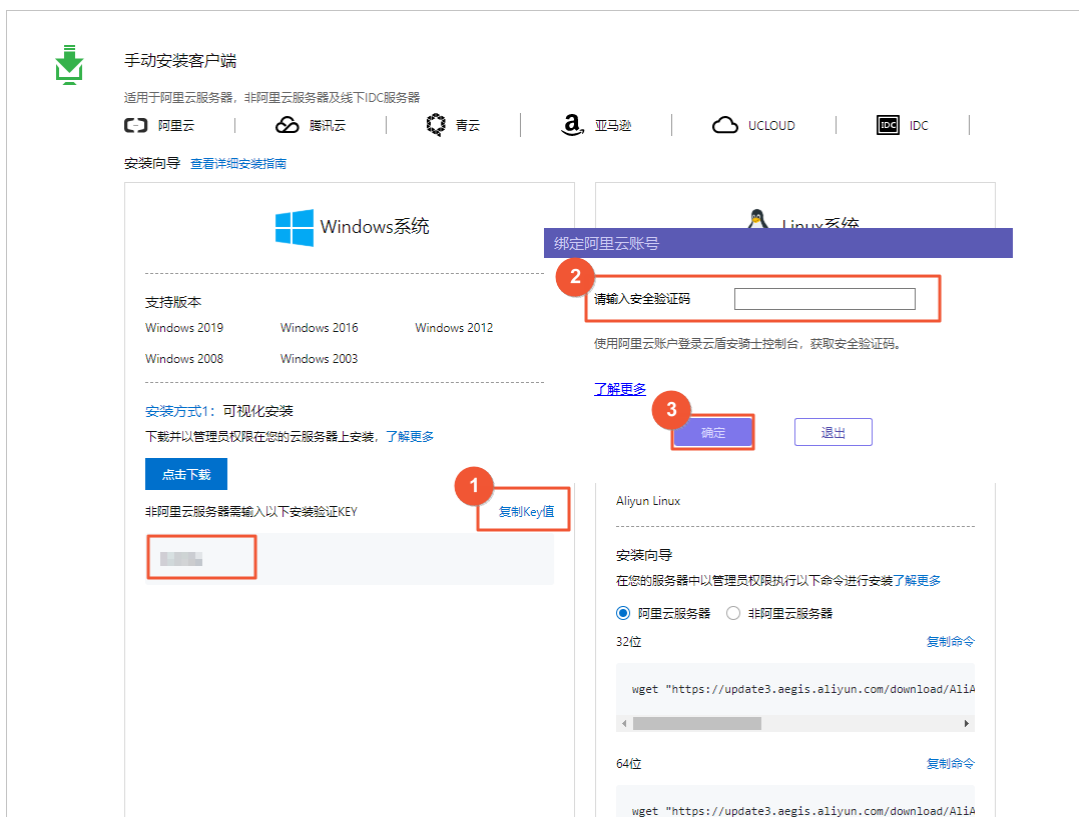 手动安装客户端
适用于阿里云服务器，非阿里云服务器及线下IDC服务器
阿里云
腾讯云
青云
亚马逊
UCLOUD
IDC
IDC
安装向导 查看详细安装指南
Windows系统
支持版本
Windows 2019 Windows 2016 Windows 2012
Windows 2008 Windows 2003
安装方式1：可视化安装
下载并以管理员权限在您的云服务器上安装，了解更多
点击下载
1
非阿里云服务器需输入以下安装验证KEY 复制Key值
Linux系统
绑定阿里云账号
2
请输入安全验证码
使用阿里云账户登录云盾安骑士控制台，获取安全验证码。
了解更多
3
确定 退出
Aliyun Linux
安装向导
在您的服务器中以管理员权限执行以下命令进行安装了解更多
阿里云服务器 非阿里云服务器
32位 复制命令
wget "https://update3.aegis.aliyun.com/download/AliA
64位 复制命令
wget "https://update3.aegis.aliyun.com/download/AliA